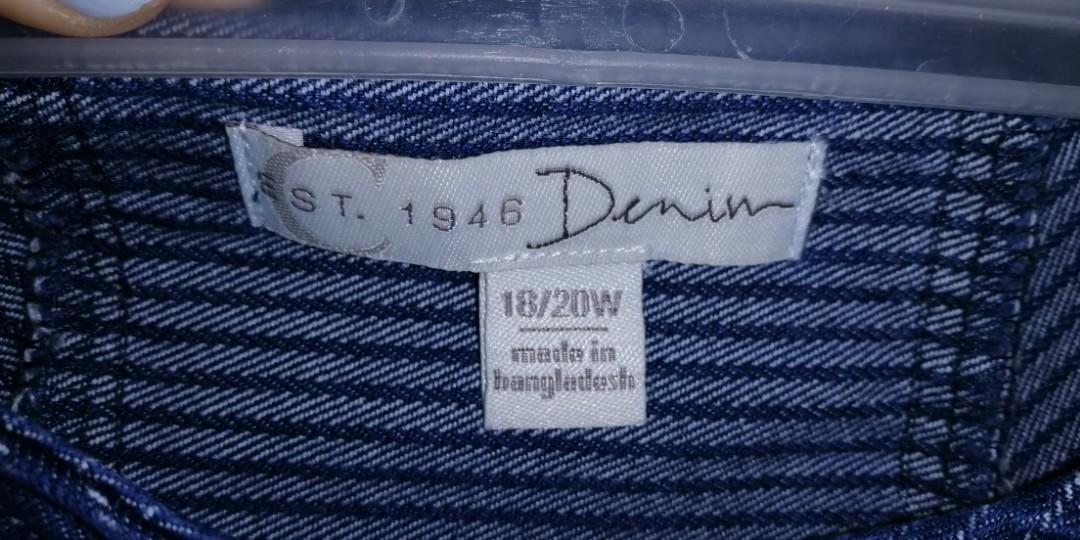 C
EST. 1946 Denim
18/20W
made in
bangladesh